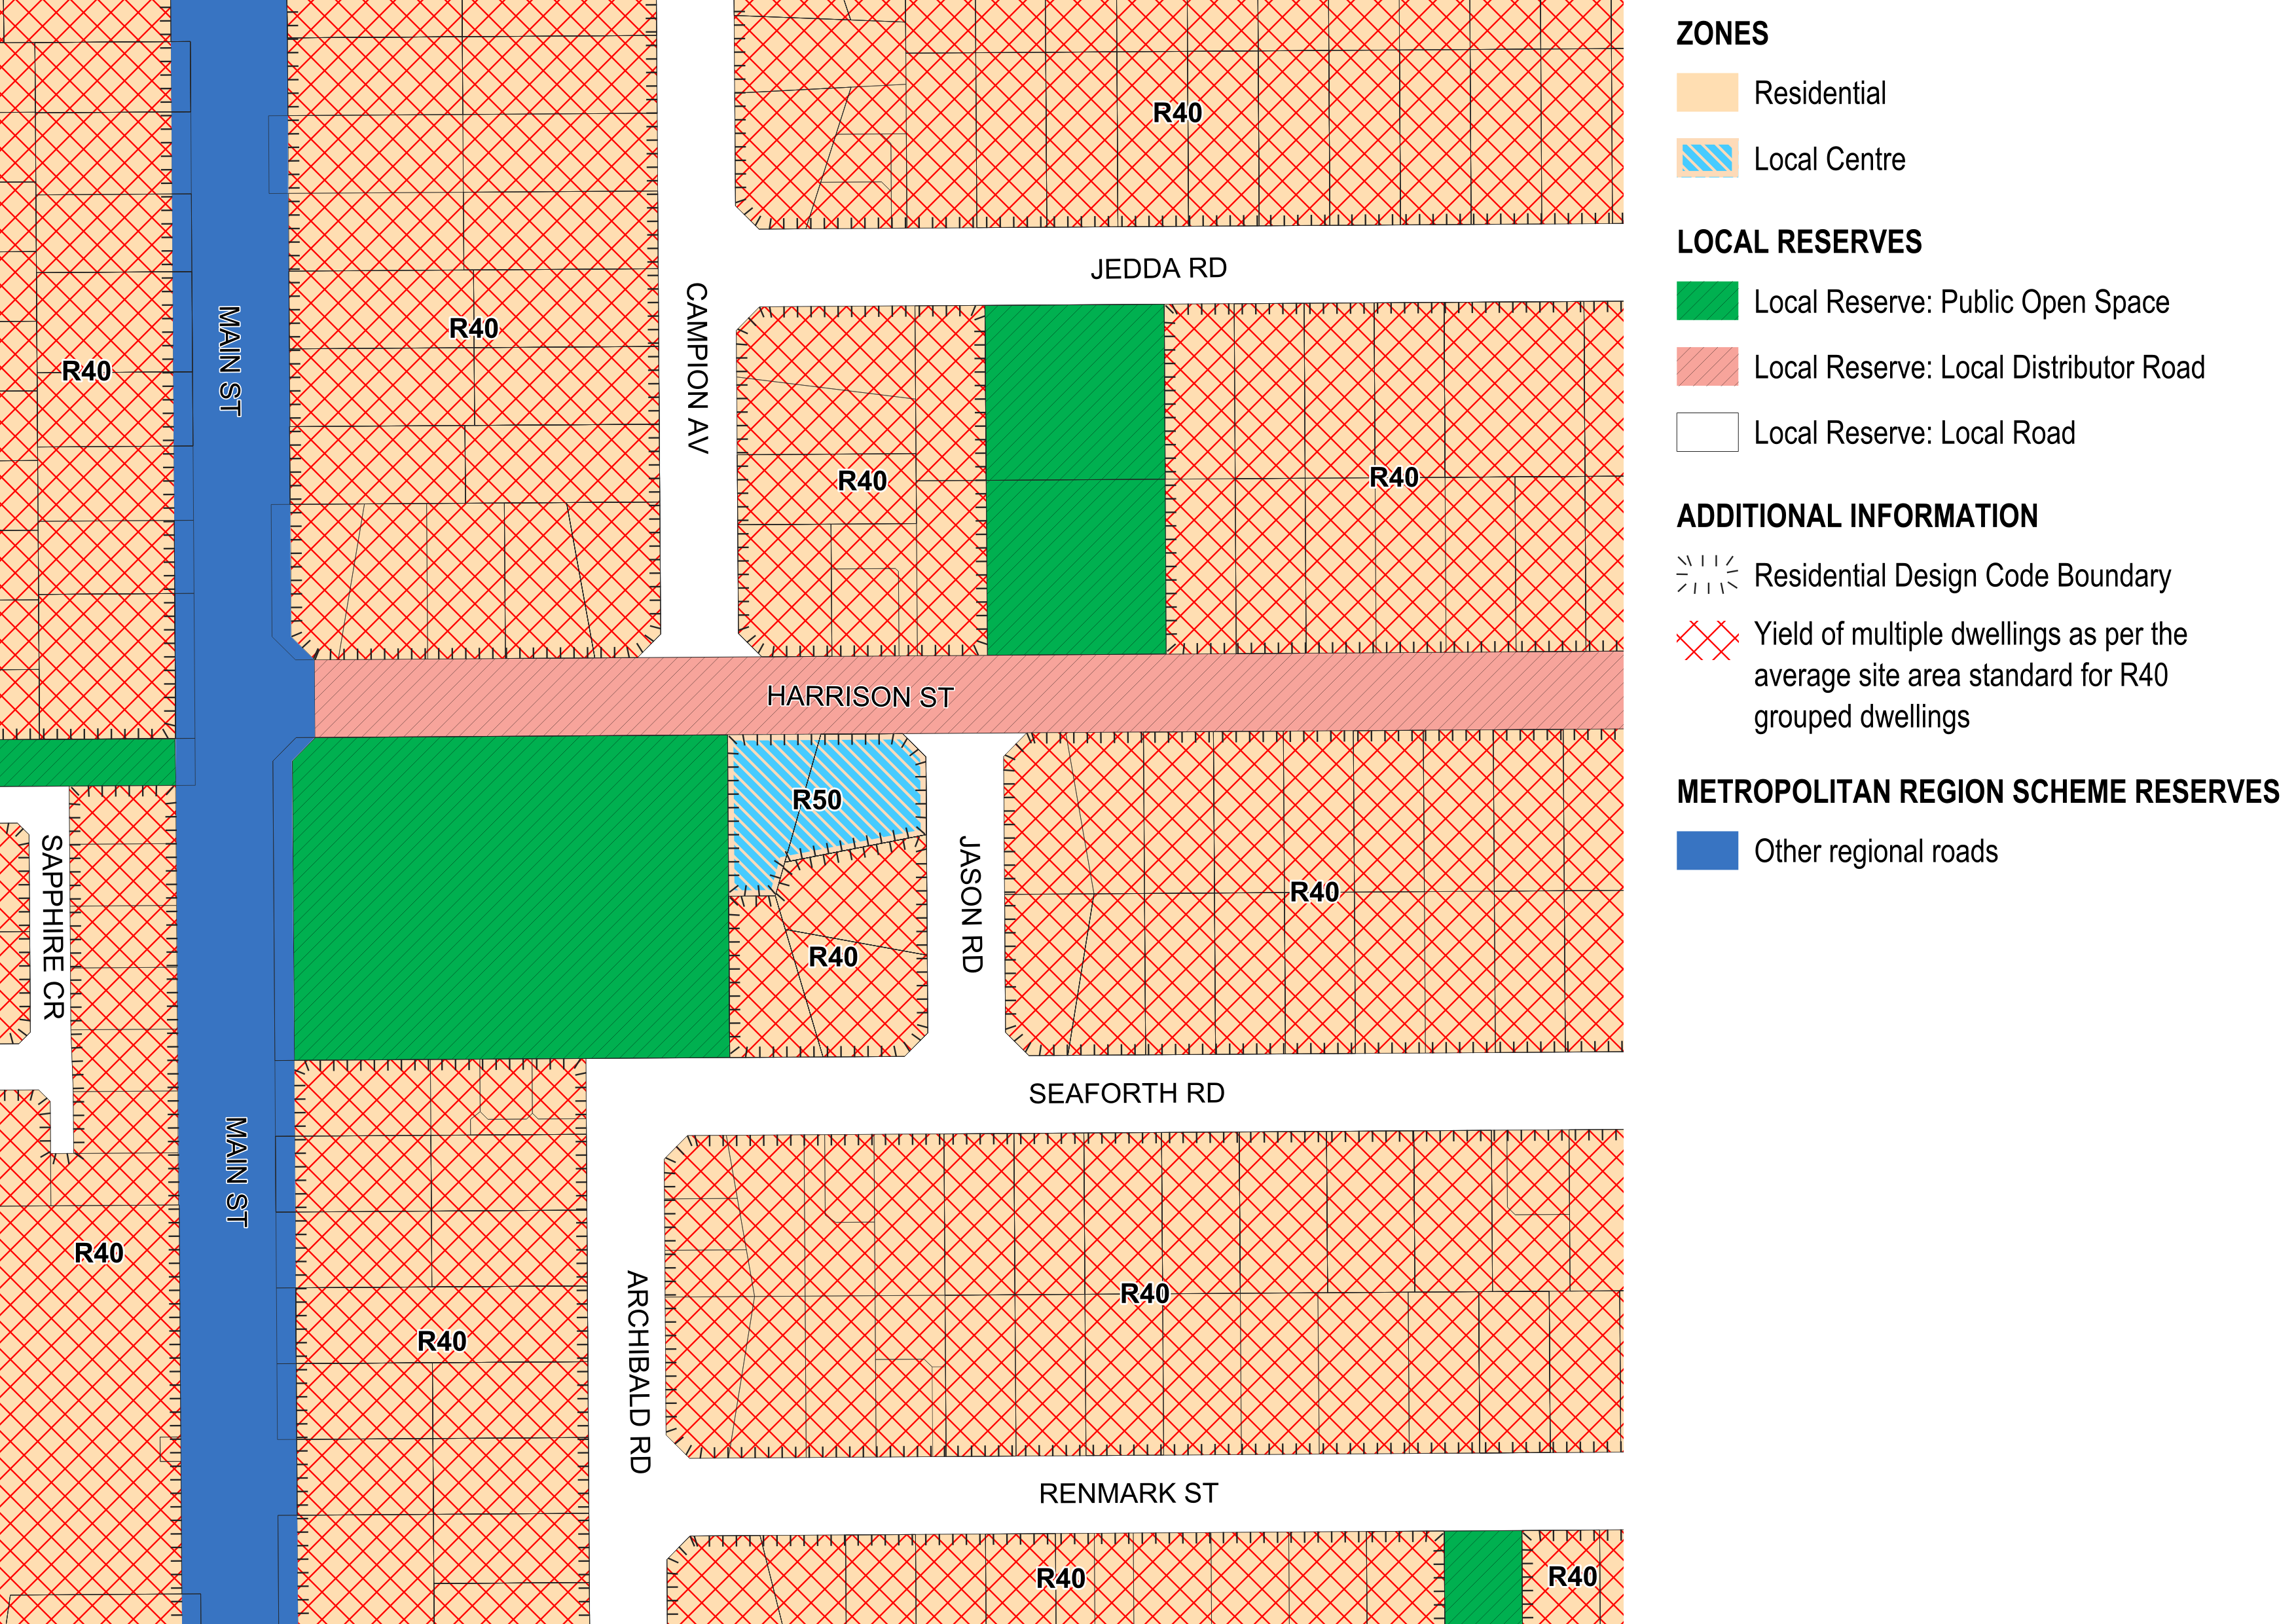 R40
JEDDA RD
CAMPION AV
MAIN ST
R40
R40
R40
R40
HARRISON ST
R50
SAPPHIRE CR
JASON RD
R40
R40
SEAFORTH RD
MAIN ST
R40
R40
R40
ARCHIBALD RD
RENMARK ST
R40
R40
ZONES
Residential
Local Centre
LOCAL RESERVES
Local Reserve: Public Open Space
Local Reserve: Local Distributor Road
Local Reserve: Local Road
ADDITIONAL INFORMATION
Residential Design Code Boundary
Yield of multiple dwellings as per the
average site area standard for R40
grouped dwellings
METROPOLITAN REGION SCHEME RESERVES
Other regional roads